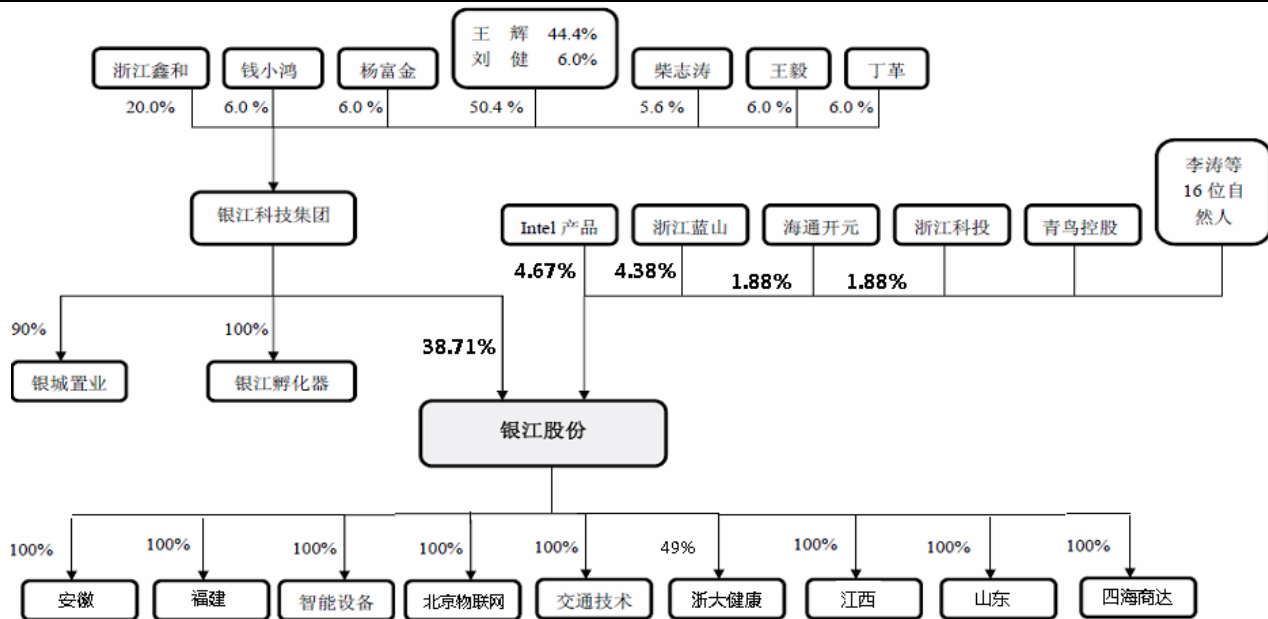 王 辉 44.4%
刘 健 6.0%
浙江鑫和
钱小鸿
杨富金
柴志涛
王毅
丁革
20.0%
6.0 %
6.0 %
50.4 %
5.6 %
6.0 %
6.0 %
李涛等
16 位自
然人
银江科技集团
Intel 产品
浙江蓝山
海通开元
浙江科投
青鸟控股
4.67%
4.38%
1.88%
1.88%
90%
100%
38.71%
银城置业
银江孵化器
银江股份
100%
100%
100%
100%
100%
49%
100%
100%
100%
安徽
福建
智能设备
北京物联网
交通技术
浙大健康
江西
山东
四海商达